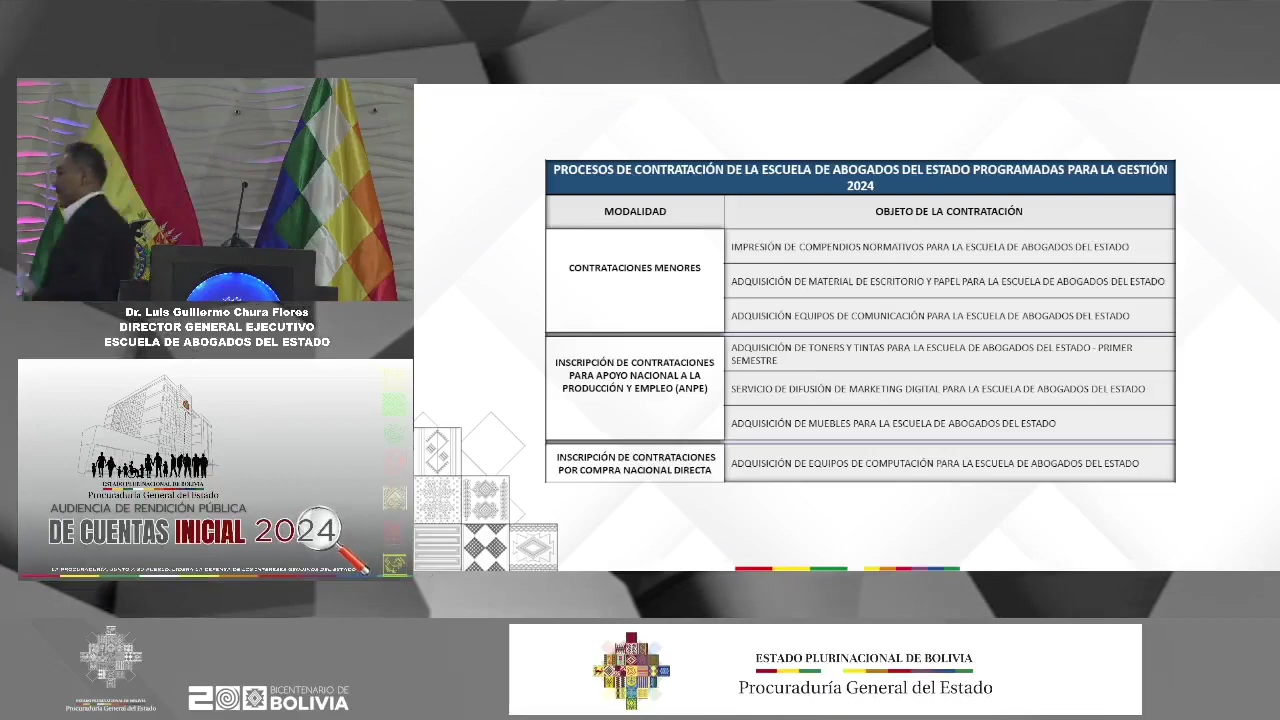 Dr. Luis Guillermo Chura Flores
DIRECTOR GENERAL EJECUTIVO
ESCUELA DE ABOGADOS DEL ESTADO
ESTADO PLURINACIONAL DE BOLIVIA
Procuraduría General del Estado
AUDIENCIA DE RENDICIÓN PÚBLICA
DE CUENTAS INICIAL 2024
PROCESOS DE CONTRATACIÓN DE LA ESCUELA DE ABOGADOS DEL ESTADO PROGRAMADAS PARA LA GESTIÓN
2024
MODALIDAD
OBJETO DE LA CONTRATACIÓN
CONTRATACIONES MENORES
IMPRESIÓN DE COMPENDIOS NORMATIVOS PARA LA ESCUELA DE ABOGADOS DEL ESTADO
ADQUISICIÓN DE MATERIAL DE ESCRITORIO Y PAPEL PARA LA ESCUELA DE ABOGADOS DEL ESTADO
ADQUISICIÓN EQUIPOS DE COMUNICACIÓN PARA LA ESCUELA DE ABOGADOS DEL ESTADO
INSCRIPCIÓN DE CONTRATACIONES
PARA APOYO NACIONAL A LA
PRODUCCIÓN Y EMPLEO (ANPE)
ADQUISICIÓN DE TONERS Y TINTAS PARA LA ESCUELA DE ABOGADOS DEL ESTADO - PRIMER
SEMESTRE
SERVICIO DE DIFUSIÓN DE MARKETING DIGITAL PARA LA ESCUELA DE ABOGADOS DEL ESTADO
ADQUISICIÓN DE MUEBLES PARA LA ESCUELA DE ABOGADOS DEL ESTADO
INSCRIPCIÓN DE CONTRATACIONES
POR COMPRA NACIONAL DIRECTA
ADQUISICIÓN DE EQUIPOS DE COMPUTACIÓN PARA LA ESCUELA DE ABOGADOS DEL ESTADO
ESTADO PLURINACIONAL DE BOLIVIA
Procuraduría General del Estado
200 BICENTENARIO DE
BOLIVIA
ESTADO PLURINACIONAL DE BOLIVIA
Procuraduría General del Estado